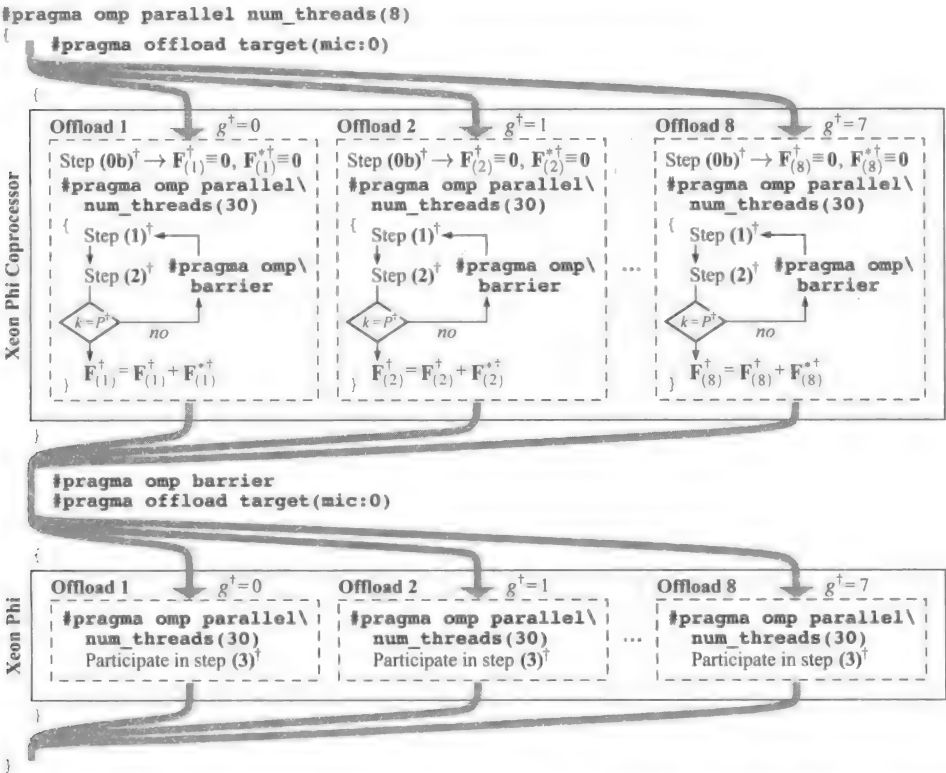 #pragma omp parallel num_threads(8)
{
#pragma offload target(mic:0)
{
Xeon Phi Coprocessor
Offload 1 g†=0
Step (0b)† → F†(1)≡0, F*†(1)≡0
#pragma omp parallel\
num_threads(30)
{
Step (1)†
Step (2)†
#pragma omp\
barrier
k=P†
no
F†(1) = F†(1) + F*†(1)
}
Offload 2 g†=1
Step (0b)† → F†(2)≡0, F*†(2)≡0
#pragma omp parallel\
num_threads(30)
{
Step (1)†
Step (2)†
#pragma omp\
barrier
k=P†
no
F†(2) = F†(2) + F*†(2)
}
...
Offload 8 g†=7
Step (0b)† → F†(8)≡0, F*†(8)≡0
#pragma omp parallel\
num_threads(30)
{
Step (1)†
Step (2)†
#pragma omp\
barrier
k=P†
no
F†(8) = F†(8) + F*†(8)
}
}
#pragma omp barrier
#pragma offload target(mic:0)
{
Xeon Phi
Offload 1 g†=0
#pragma omp parallel\
num_threads(30)
Participate in step (3)†
Offload 2 g†=1
#pragma omp parallel\
num_threads(30)
Participate in step (3)†
...
Offload 8 g†=7
#pragma omp parallel\
num_threads(30)
Participate in step (3)†
}
}